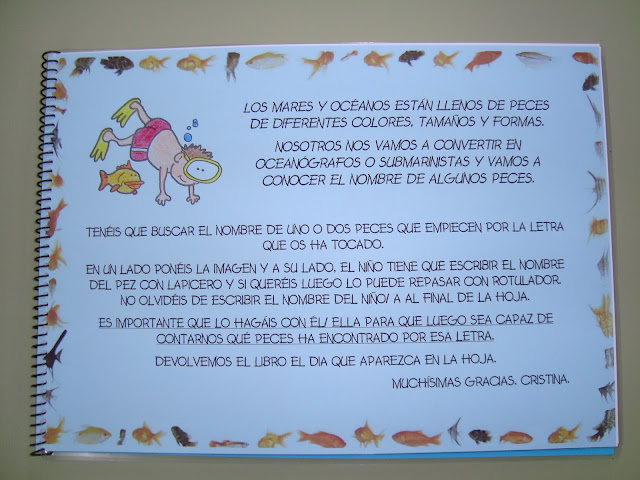 LOS MARES Y OCÉANOS ESTÁN LLENOS DE PECES
DE DIFERENTES COLORES, TAMAÑOS Y FORMAS.
NOSOTROS NOS VAMOS A CONVERTIR EN
OCEANÓGRAFOS O SUBMARINISTAS Y VAMOS A
CONOCER EL NOMBRE DE ALGUNOS PECES.
TENÉIS QUE BUSCAR EL NOMBRE DE UNO O DOS PECES QUE EMPIECEN POR LA LETRA
QUE OS HA TOCADO.
EN UN LADO PONÉIS LA IMAGEN Y A SU LADO, EL NIÑO TIENE QUE ESCRIBIR EL NOMBRE
DEL PEZ CON LAPICERO Y SI QUERÉIS LUEGO LO PUEDE REPASAR CON ROTULADOR.
NO OLVIDÉIS DE ESCRIBIR EL NOMBRE DEL NIÑO/ A AL FINAL DE LA HOJA.
ES IMPORTANTE QUE LO HAGÁIS CON ÉL/ ELLA PARA QUE LUEGO SEA CAPAZ DE
CONTARNOS QUÉ PECES HA ENCONTRADO POR ESA LETRA.
DEVOLVEMOS EL LIBRO EL DIA QUE APAREZCA EN LA HOJA.
MUCHÍSIMAS GRACIAS. CRISTINA.